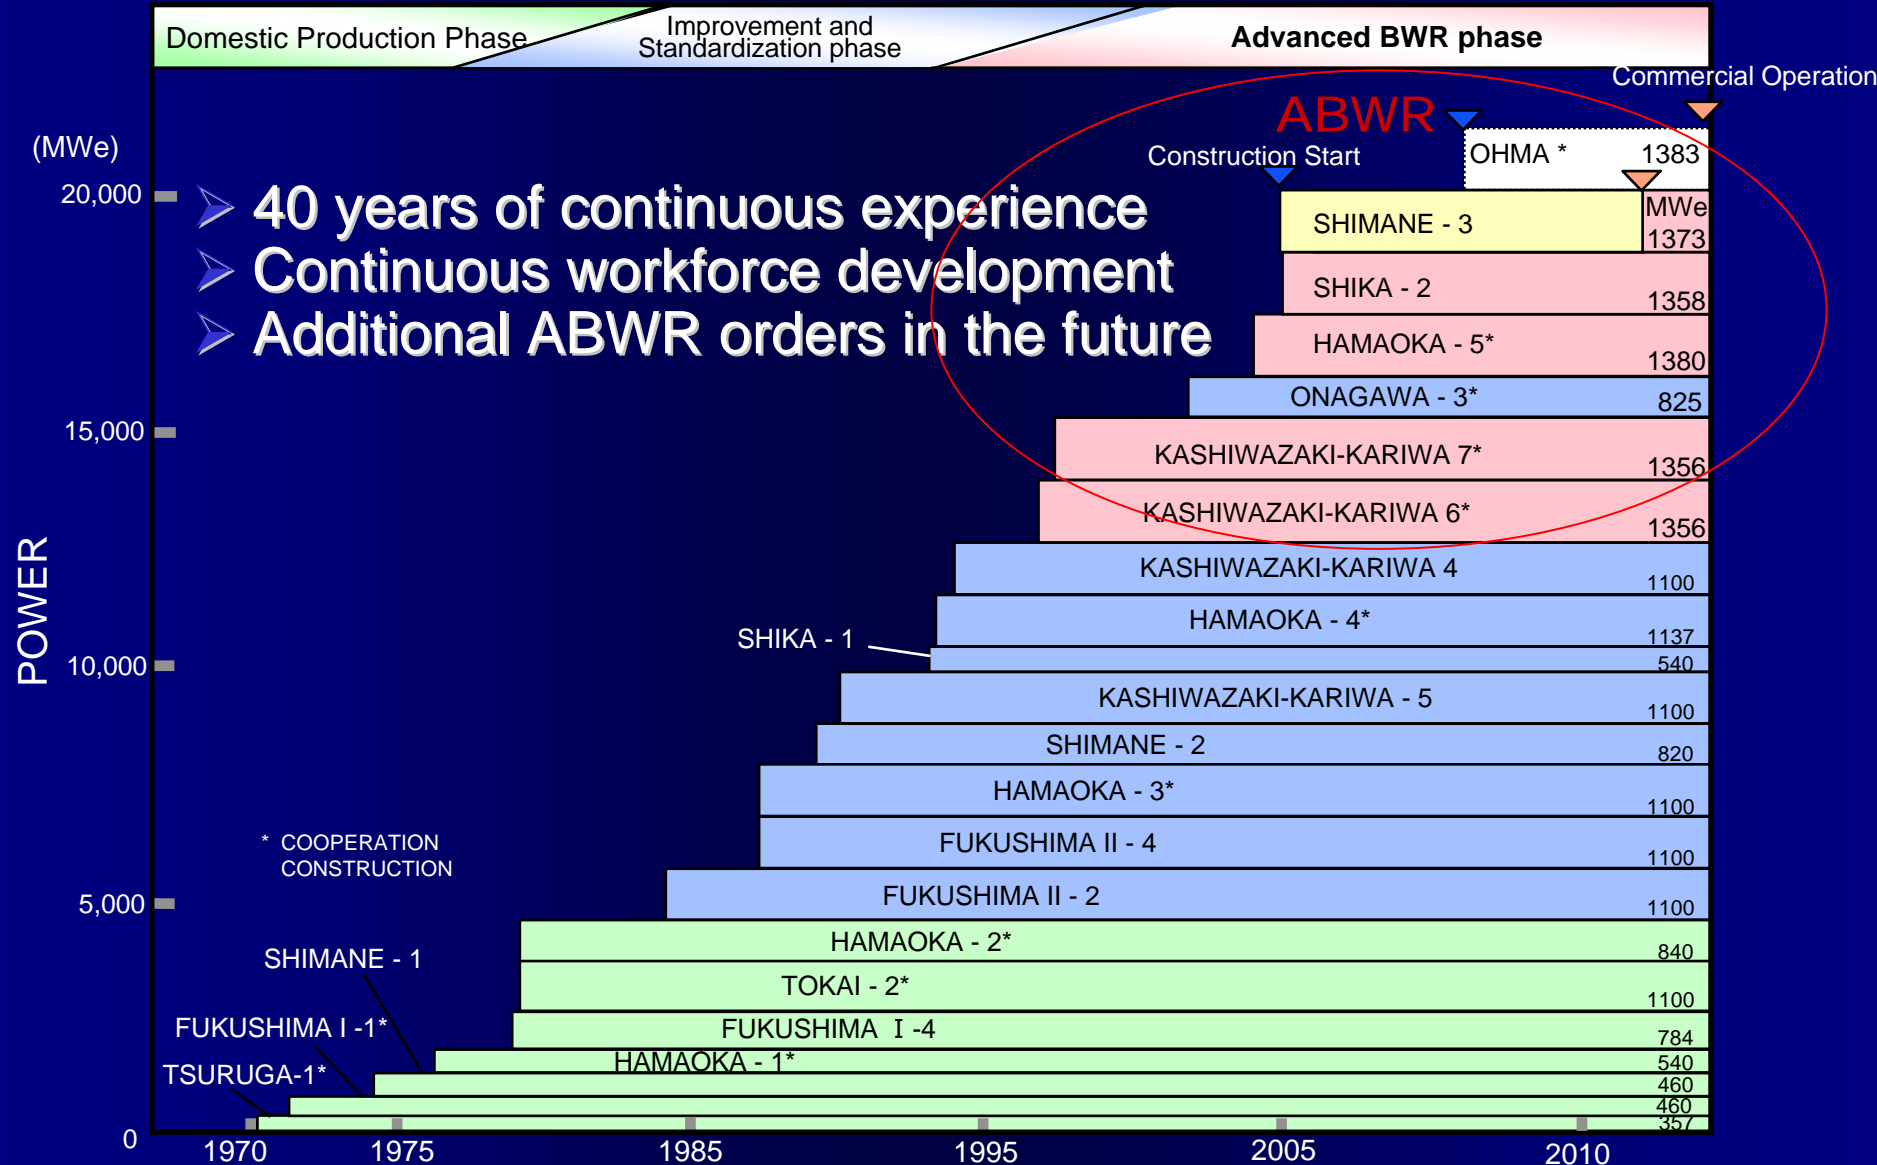 Domestic Production Phase
Improvement and
Standardization phase
Advanced BWR phase
Commercial Operation
ABWR
(MWe)
Construction Start
OHMA * 1383
20,000
➢ 40 years of continuous experience
➢ Continuous workforce development
➢ Additional ABWR orders in the future
MWe
SHIMANE - 3 1373
SHIKA - 2 1358
HAMAOKA - 5* 1380
ONAGAWA - 3* 825
15,000
KASHIWAZAKI-KARIWA 7* 1356
KASHIWAZAKI-KARIWA 6* 1356
POWER
KASHIWAZAKI-KARIWA 4 1100
HAMAOKA - 4* 1137
SHIKA - 1 540
10,000
KASHIWAZAKI-KARIWA - 5 1100
SHIMANE - 2 820
HAMAOKA - 3* 1100
* COOPERATION
CONSTRUCTION
FUKUSHIMA II - 4 1100
FUKUSHIMA II - 2 1100
5,000
HAMAOKA - 2* 840
TOKAI - 2* 1100
FUKUSHIMA I -4 784
HAMAOKA - 1* 540
SHIMANE - 1 460
FUKUSHIMA I -1* 460
TSURUGA-1* 357
0
1970 1975 1985 1995 2005 2010